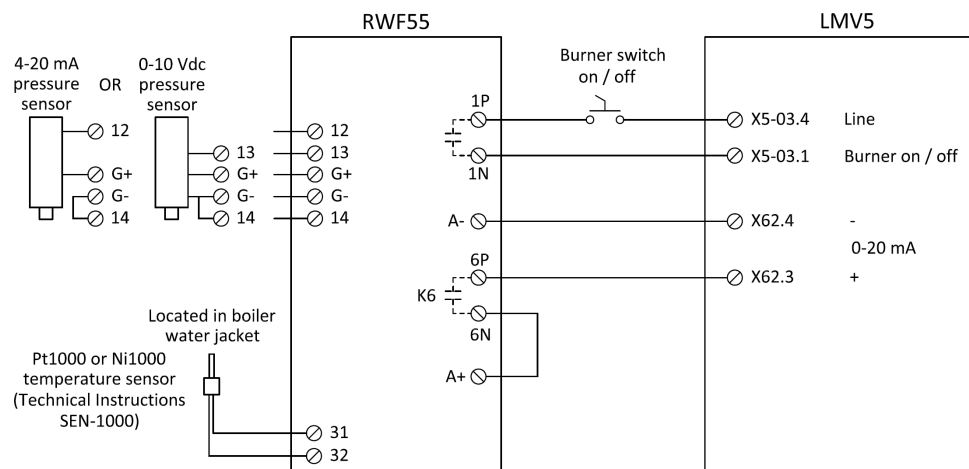 RWF55
LMV5
4-20 mA
pressure
sensor
OR
0-10 Vdc
pressure
sensor
12
G+
G-
14
13
G+
G-
14
12
13
G+
G-
14
1P
1N
A-
6P
K6
6N
A+
Burner switch
on / off
X5-03.4 Line
X5-03.1 Burner on / off
X62.4 -
0-20 mA
X62.3 +
Located in boiler
water jacket
Pt1000 or Ni1000
temperature sensor
(Technical Instructions
SEN-1000)
31
32